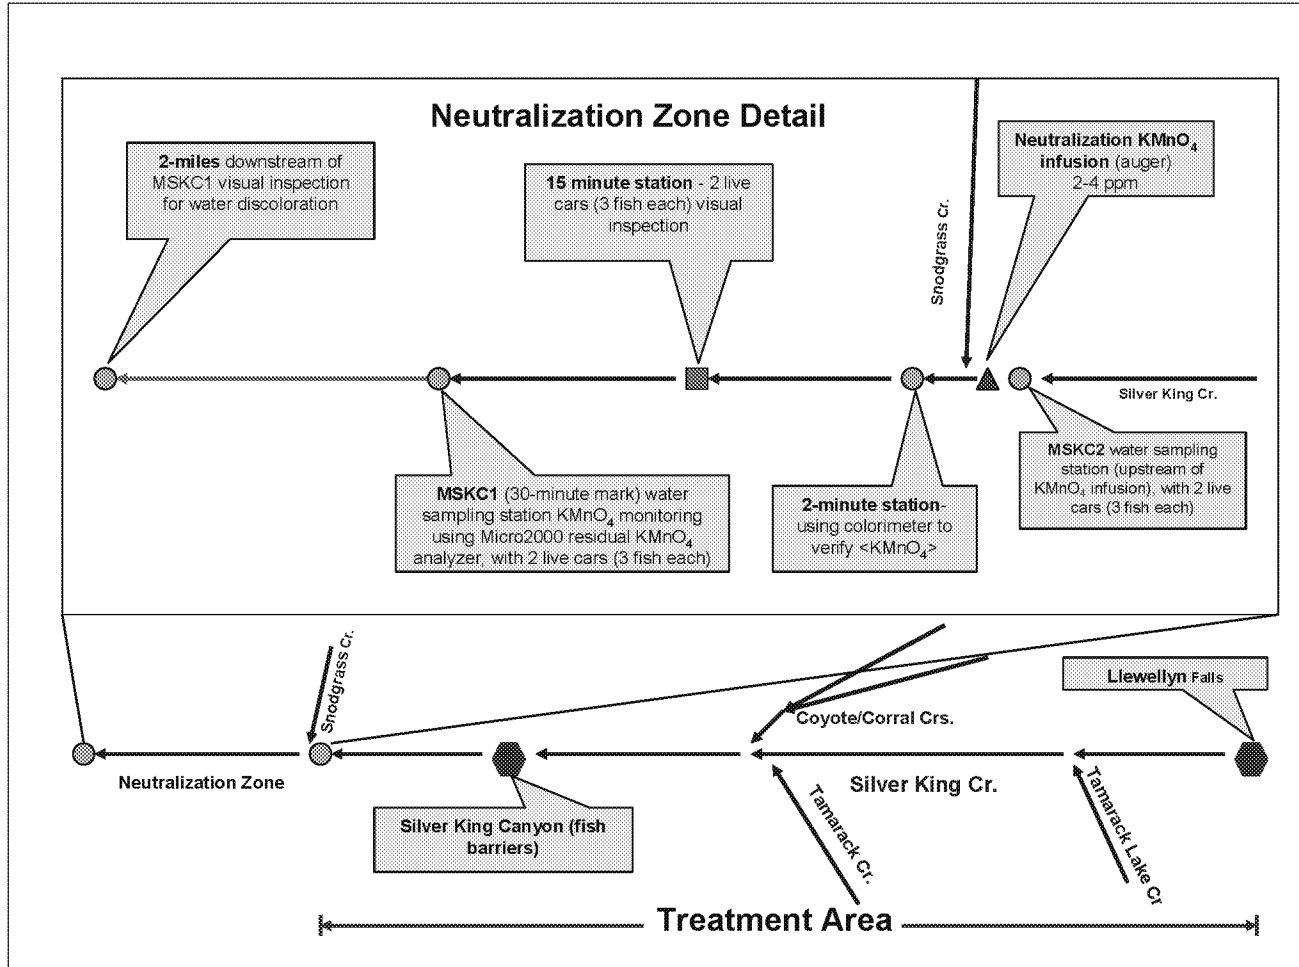 Neutralization Zone Detail
2-miles downstream of
MSKC1 visual inspection
for water discoloration
15 minute station - 2 live
cars (3 fish each) visual
inspection
Snodgrass Cr.
Neutralization KMnO₄
infusion (auger)
2-4 ppm
Silver King Cr.
MSKC1 (30-minute mark) water
sampling station KMnO₄ monitoring
using Micro2000 residual KMnO₄
analyzer, with 2 live cars (3 fish each)
2-minute station-
using colorimeter to
verify <KMnO₄>
MSKC2 water sampling
station (upstream of
KMnO₄ infusion), with 2 live
cars (3 fish each)
Snodgrass Cr.
Llewellyn Falls
Coyote/Corral Crs.
Neutralization Zone
Silver King Cr.
Silver King Canyon (fish
barriers)
Tamarack Cr.
Tamarack Lake Cr
Treatment Area